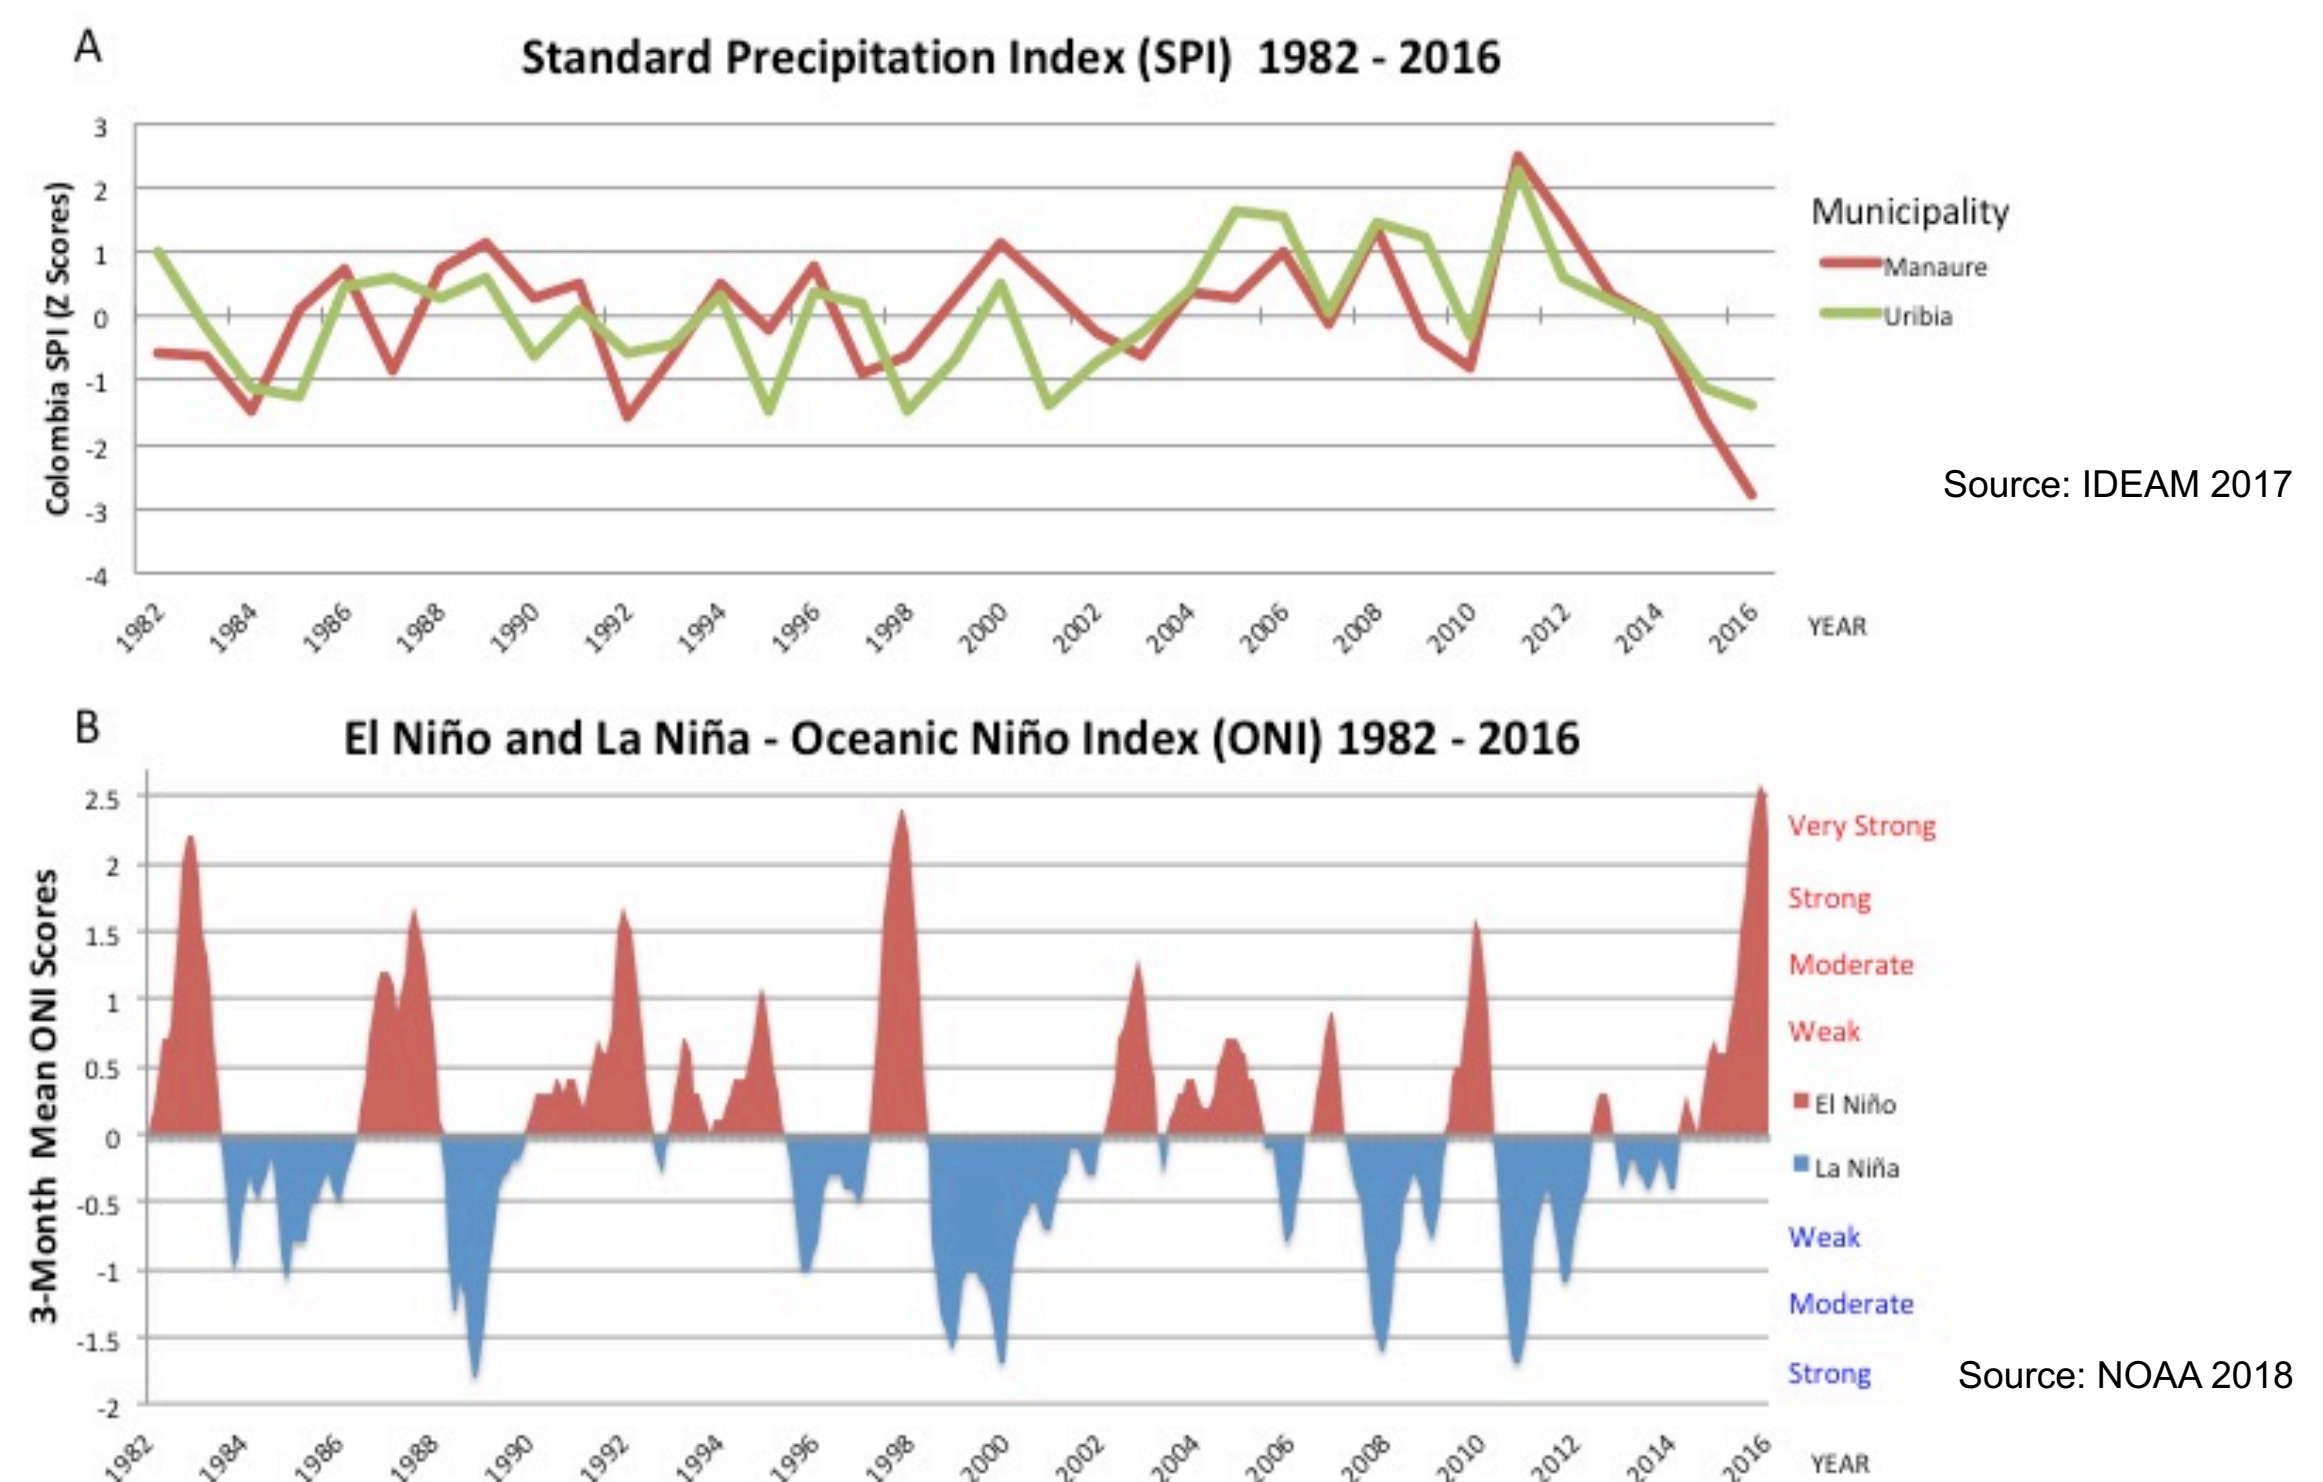 A
Standard Precipitation Index (SPI) 1982 - 2016
Colombia SPI (Z Scores)
3
2
1
0
-1
-2
-3
-4
1982
1984
1986
1988
1990
1992
1994
1996
1998
2000
2002
2004
2006
2008
2010
2012
2014
2016
YEAR
Municipality
Manaure
Uribia
Source: IDEAM 2017
B
El Niño and La Niña - Oceanic Niño Index (ONI) 1982 - 2016
3-Month Mean ONI Scores
2.5
2
1.5
1
0.5
0
-0.5
-1
-1.5
-2
1982
1984
1986
1988
1990
1992
1994
1996
1998
2000
2002
2004
2006
2008
2010
2012
2014
2016
YEAR
Very Strong
Strong
Moderate
Weak
El Niño
La Niña
Weak
Moderate
Strong
Source: NOAA 2018